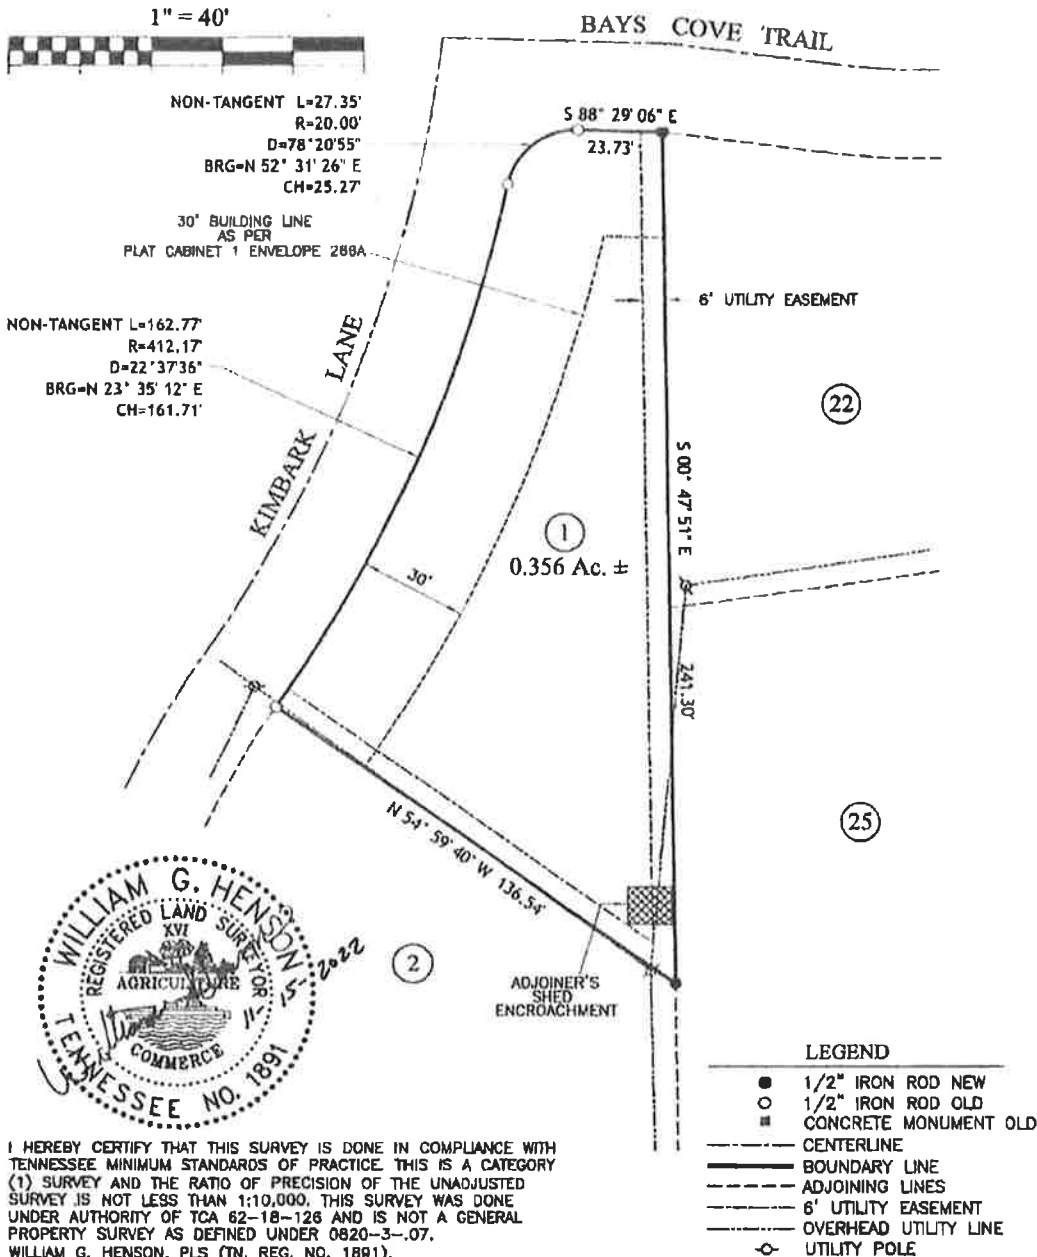 1" = 40'
BAYS COVE TRAIL
NON-TANGENT L=27.35'
R=20.00'
D=78°20'55"
BRG=N 52° 31' 26" E
CH=25.27'
S 88° 29' 06" E
23.73'
30' BUILDING LINE
AS PER
PLAT CABINET 1 ENVELOPE 286A
6' UTILITY EASEMENT
NON-TANGENT L=162.77'
R=412.17'
D=22°37'36"
BRG=N 23° 35' 12" E
CH=161.71'
KIMBARK LANE
22
S 00° 47' 51" E
241.30'
1
0.356 Ac. ±
30'
N 54° 59' 40" W 136.54'
25
2
ADJOINER'S
SHED
ENCROACHMENT
WILLIAM G. HENSON
REGISTERED LAND SURVEYOR
XVI
AGRICULTURE
COMMERCE
TENNESSEE NO. 1891
11-15-2022
LEGEND
1/2" IRON ROD NEW
1/2" IRON ROD OLD
CONCRETE MONUMENT OLD
CENTERLINE
BOUNDARY LINE
ADJOINING LINES
6' UTILITY EASEMENT
OVERHEAD UTILITY LINE
UTILITY POLE
I HEREBY CERTIFY THAT THIS SURVEY IS DONE IN COMPLIANCE WITH
TENNESSEE MINIMUM STANDARDS OF PRACTICE. THIS IS A CATEGORY
(1) SURVEY AND THE RATIO OF PRECISION OF THE UNADJUSTED
SURVEY IS NOT LESS THAN 1:10,000. THIS SURVEY WAS DONE
UNDER AUTHORITY OF TCA 62-18-126 AND IS NOT A GENERAL
PROPERTY SURVEY AS DEFINED UNDER 0820-3-.07.
WILLIAM G. HENSON, PLS (TN. REG. NO. 1891).